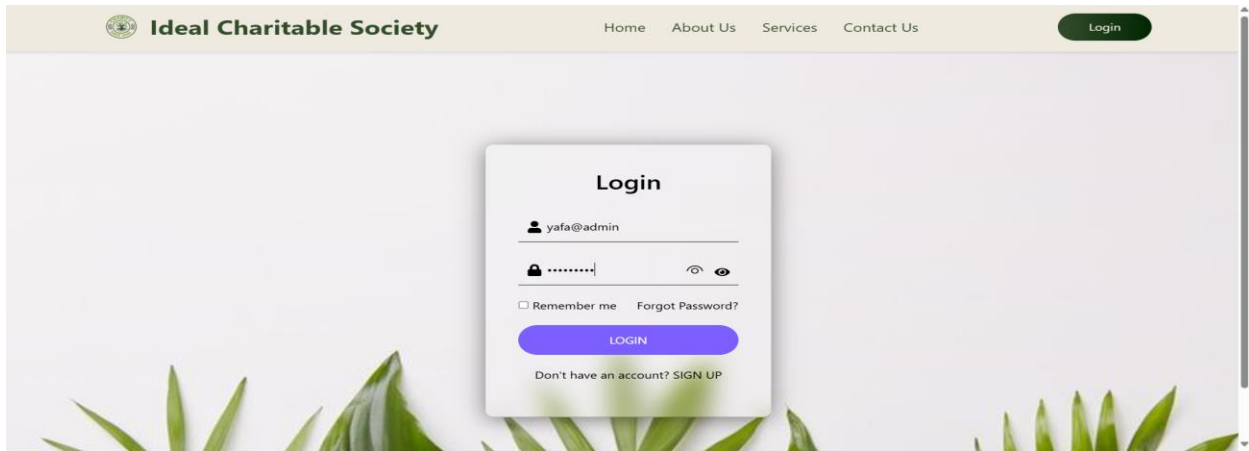 Ideal Charitable Society Home About Us Services Contact Us Login
Login
yafa@admin
•••••••••
Remember me Forgot Password?
LOGIN
Don't have an account? SIGN UP